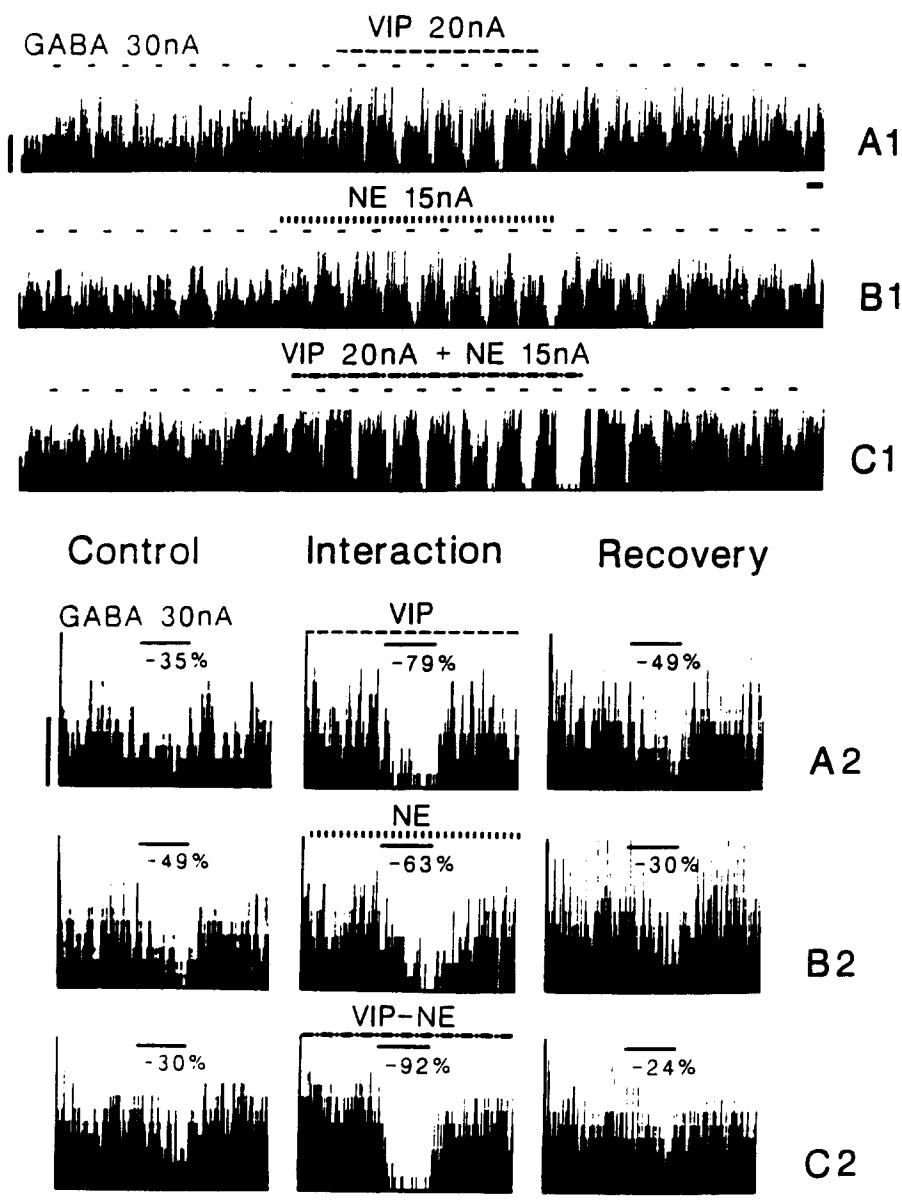 VIP 20nA
GABA 30nA
A1
NE 15nA
B1
VIP 20nA + NE 15nA
C1
Control Interaction Recovery
GABA 30nA VIP
-35% -79% -49%
A2
NE
-49% -63% -30%
B2
VIP-NE
-30% -92% -24%
C2